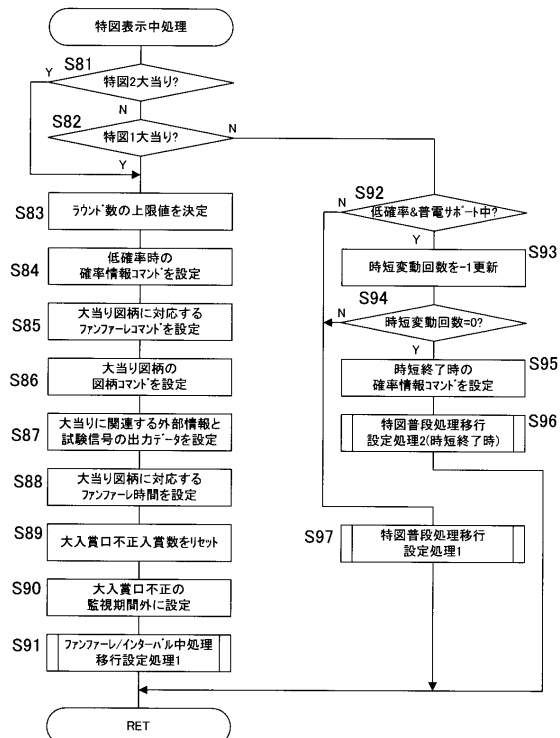 特図表示中処理
S81
特図2大当り?
Y
N
S82
特図1大当り?
N
Y
S83
ﾗｳﾝﾄﾞ数の上限値を決定
S84
低確率時の
確率情報ｺﾏﾝﾄﾞを設定
S85
大当り図柄に対応する
ﾌｧﾝﾌｧｰﾚｺﾏﾝﾄﾞを設定
S86
大当り図柄の
図柄ｺﾏﾝﾄﾞを設定
S87
大当りに関連する外部情報と
試験信号の出力ﾃﾞｰﾀを設定
S88
大当り図柄に対応する
ﾌｧﾝﾌｧｰﾚ時間を設定
S89
大入賞口不正入賞数をﾘｾｯﾄ
S90
大入賞口不正の
監視期間外に設定
S91
ﾌｧﾝﾌｧｰﾚ/ｲﾝﾀｰﾊﾞﾙ中処理
移行設定処理1
S92
N
低確率&普電ｻﾎﾟｰﾄ中?
Y
S93
時短変動回数を-1更新
S94
N
時短変動回数=0?
Y
S95
時短終了時の
確率情報ｺﾏﾝﾄﾞを設定
S96
特図普段処理移行
設定処理2(時短終了時)
S97
特図普段処理移行
設定処理1
RET